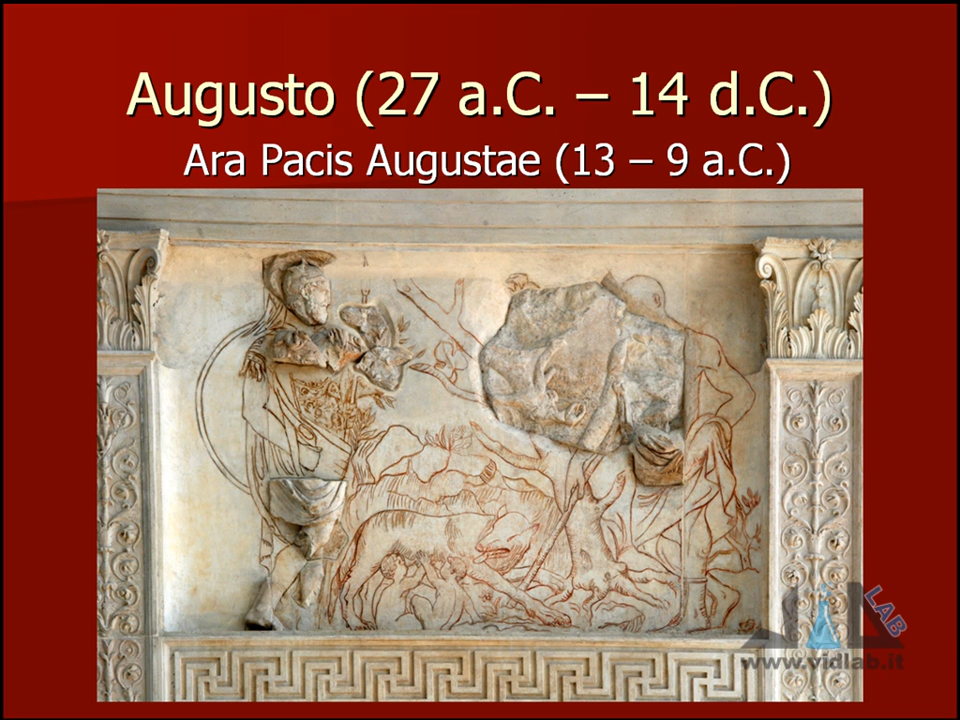 Augusto (27 a.C. – 14 d.C.)
Ara Pacis Augustae (13 – 9 a.C.)
LAB
www.vidlab.it